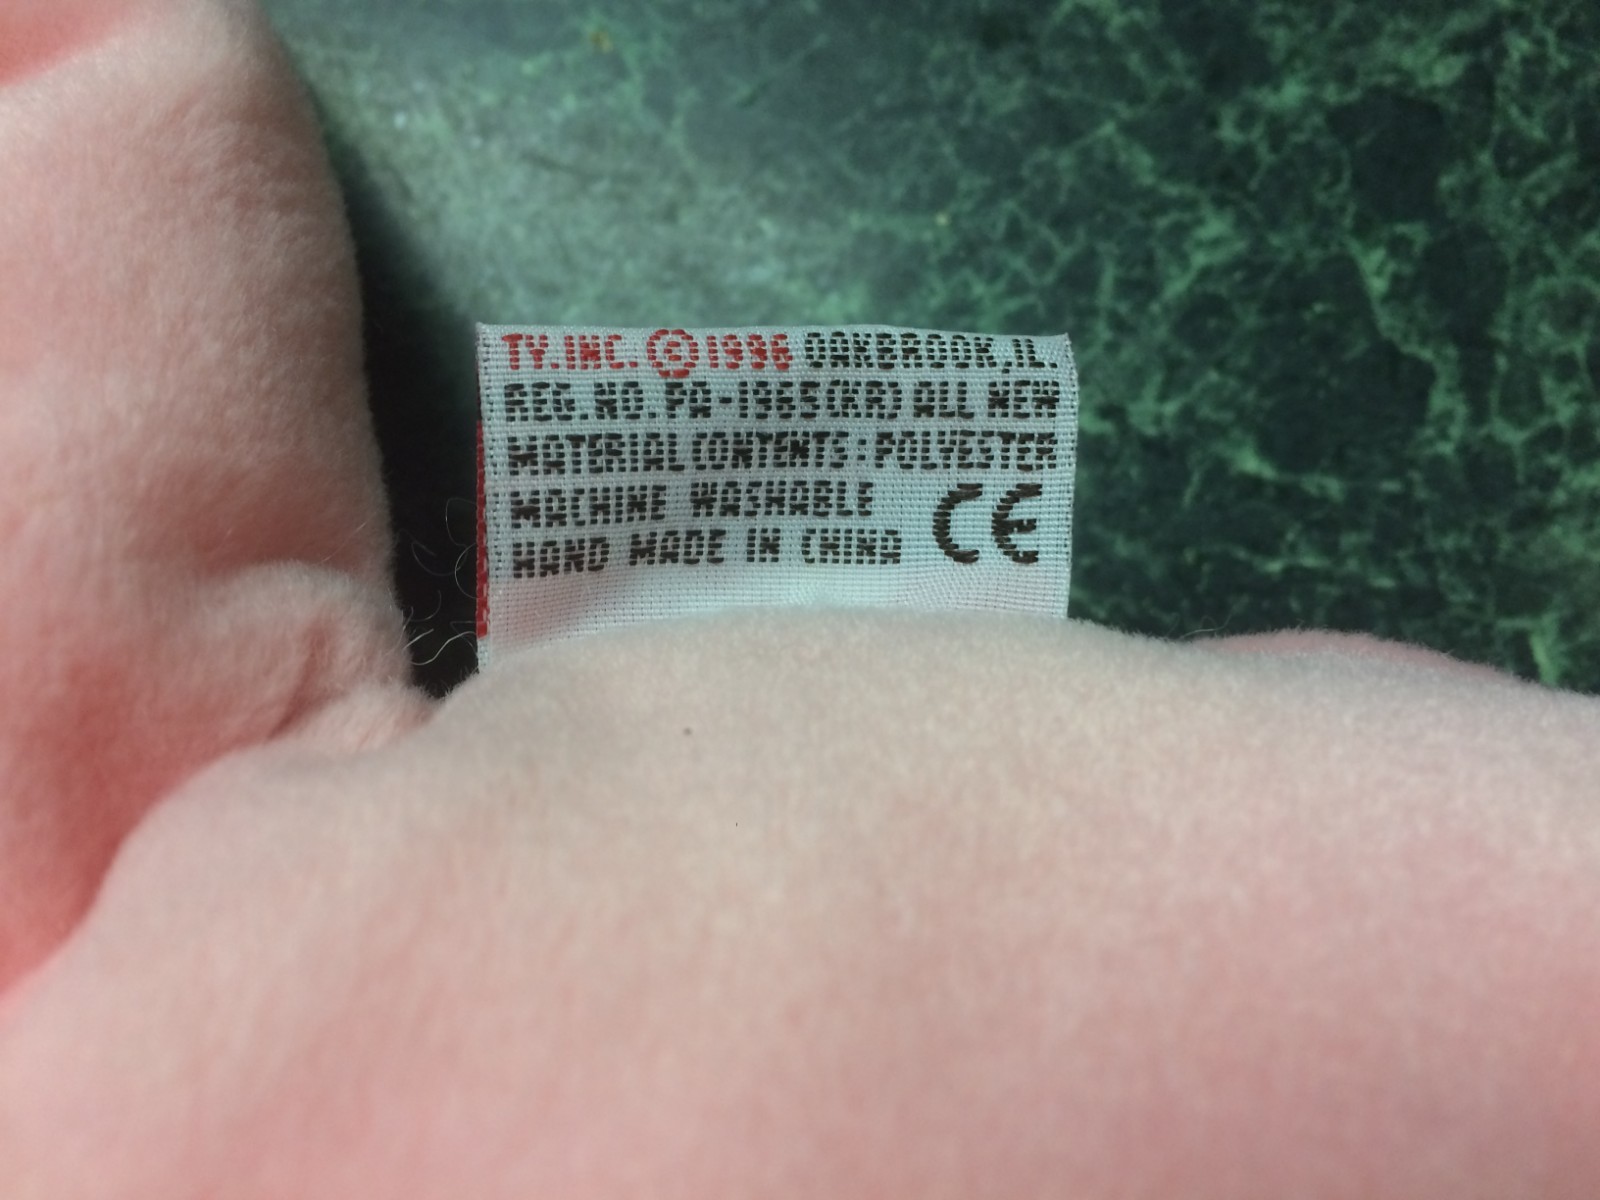 TY.INC. © 1996 OAKBROOK, IL.
REG.NO. PA-1965(KR) ALL NEW
MATERIAL CONTENTS : POLYESTER
MACHINE WASHABLE
HAND MADE IN CHINA CE